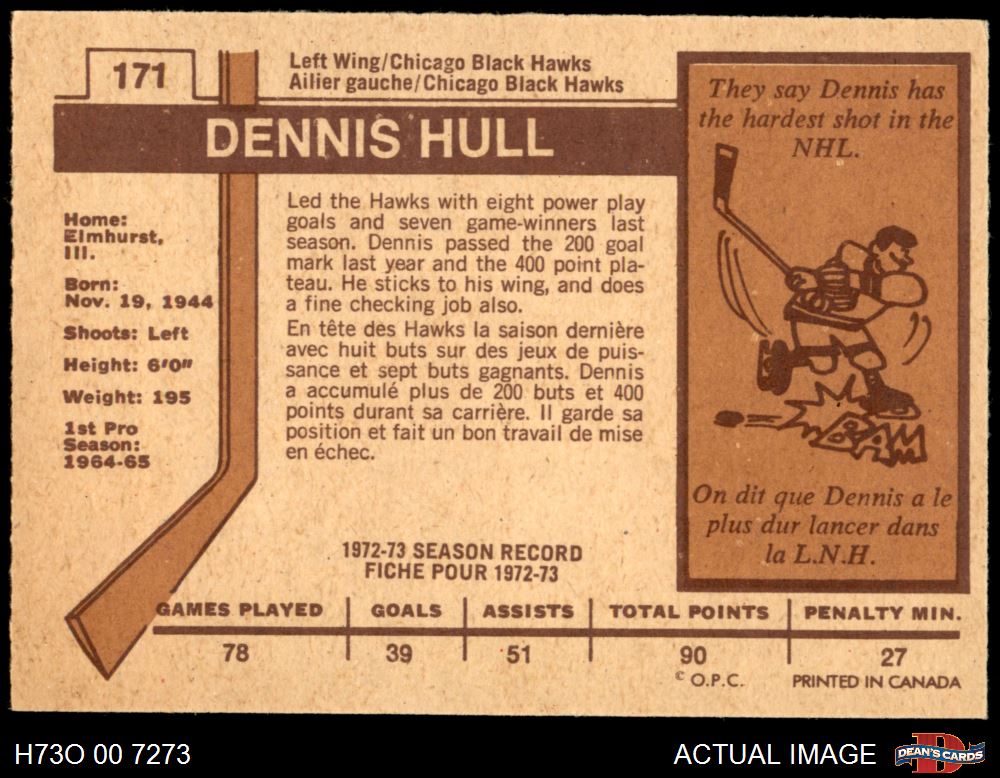 171
Left Wing/Chicago Black Hawks
Ailier gauche/Chicago Black Hawks
DENNIS HULL
Home:
Elmhurst,
Ill.
Born:
Nov. 19, 1944
Shoots: Left
Height: 6'0"
Weight: 195
1st Pro
Season:
1964-65
Led the Hawks with eight power play
goals and seven game-winners last
season. Dennis passed the 200 goal
mark last year and the 400 point pla-
teau. He sticks to his wing, and does
a fine checking job also.
En tête des Hawks la saison dernière
avec huit buts sur des jeux de puis-
sance et sept buts gagnants. Dennis
a accumulé plus de 200 buts et 400
points durant sa carrière. Il garde sa
position et fait un bon travail de mise
en échec.
They say Dennis has
the hardest shot in the
NHL.
WBAM
On dit que Dennis a le
plus dur lancer dans
la L.N.H.
1972-73 SEASON RECORD
FICHE POUR 1972-73
GAMES PLAYED GOALS ASSISTS TOTAL POINTS PENALTY MIN.
78 39 51 90 27
© O.P.C. PRINTED IN CANADA
H73O 00 7273 ACTUAL IMAGE DEAN'S CARDS